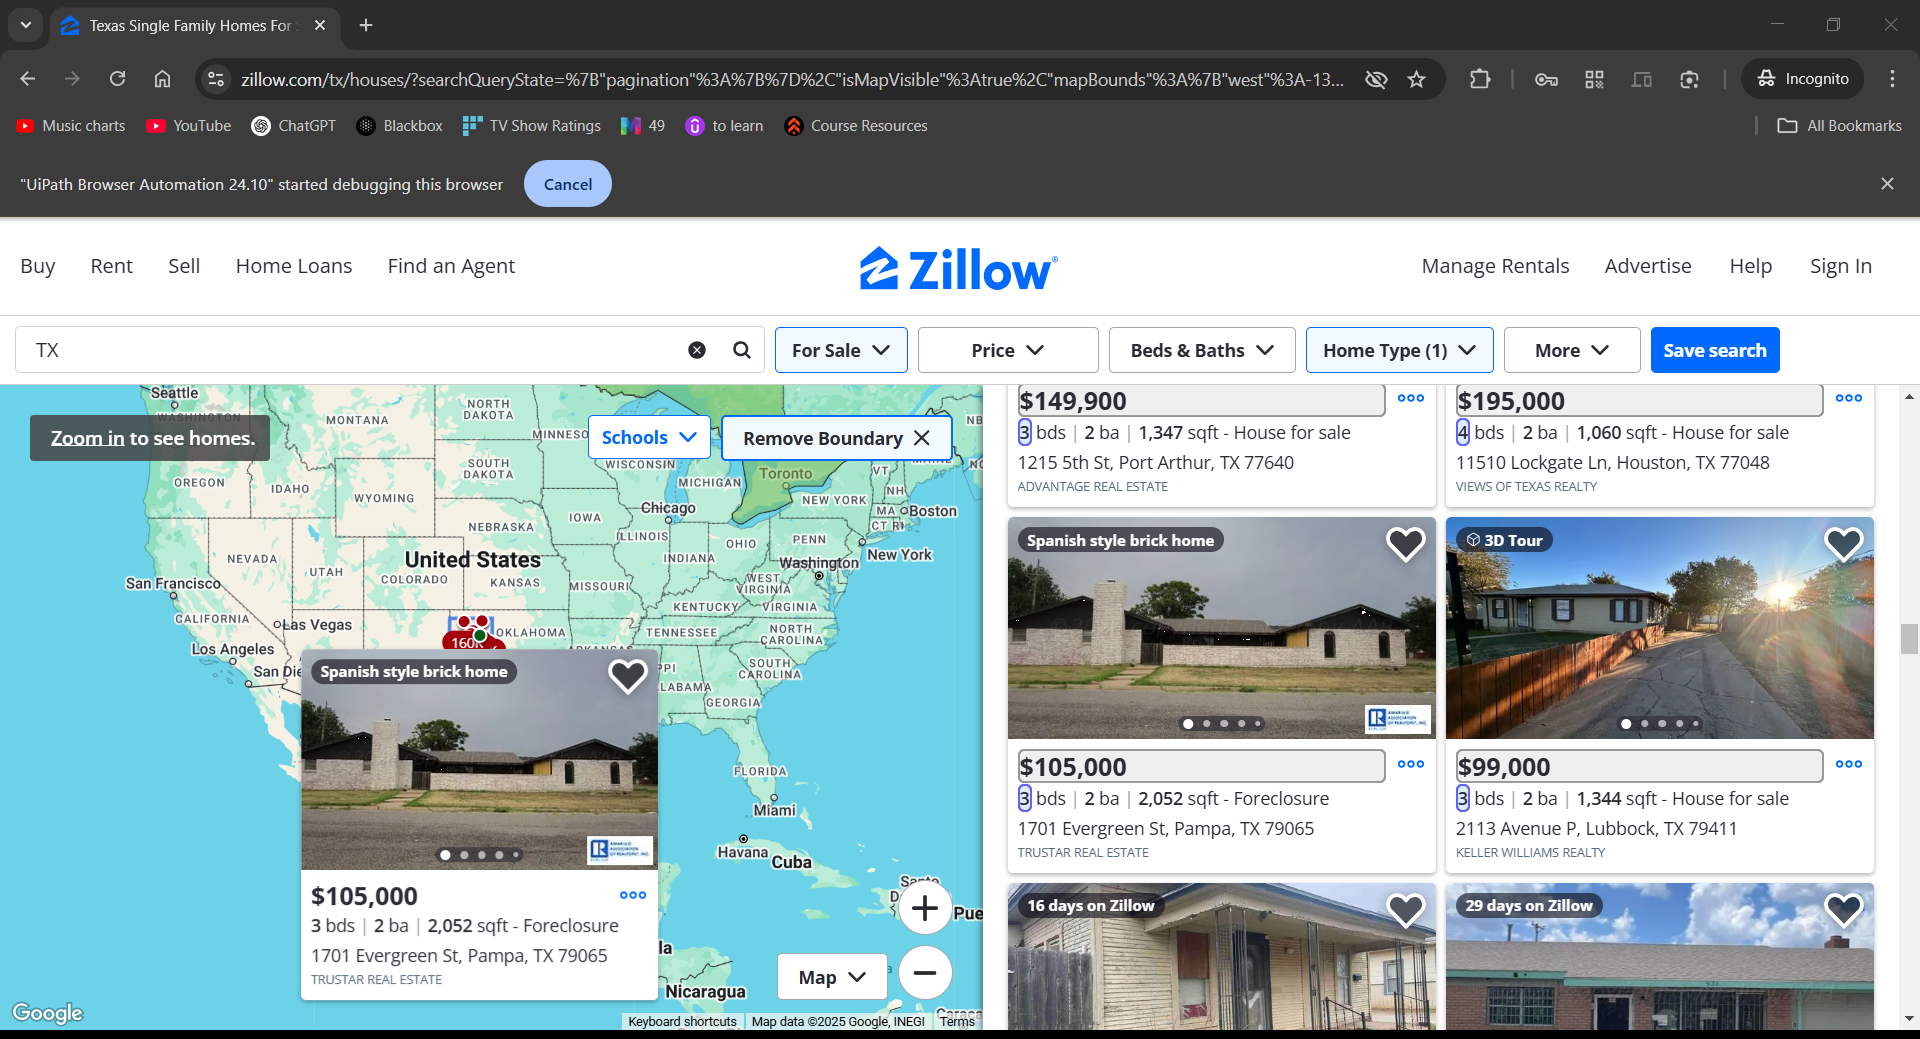 Texas Single Family Homes For
zillow.com/tx/houses/?searchQueryState=%7B"pagination"%3A%7B%7D%2C"isMapVisible"%3Atrue%2C"mapBounds"%3A%7B"west"%3A-13...
Incognito
Music charts
YouTube
ChatGPT
Blackbox
TV Show Ratings
49
to learn
Course Resources
All Bookmarks
"UiPath Browser Automation 24.10" started debugging this browser
Cancel
Buy
Rent
Sell
Home Loans
Find an Agent
Zillow
Manage Rentals
Advertise
Help
Sign In
TX
For Sale
Price
Beds & Baths
Home Type (1)
More
Save search
Zoom in to see homes.
Schools
Remove Boundary
Seattle
WASHINGTON
MONTANA
NORTH
DAKOTA
OREGON
IDAHO
WYOMING
SOUTH
DAKOTA
WISCONSIN
MICHIGAN
Toronto
VT
NH
NEW YORK
MA
Boston
CT RI
Chicago
IOWA
NEBRASKA
ILLINOIS
INDIANA
OHIO
PENN
New York
Washington
NEVADA
UTAH
COLORADO
United States
KANSAS
MISSOURI
WEST
VIRGINIA
KENTUCKY
VIRGINIA
San Francisco
CALIFORNIA
Las Vegas
OKLAHOMA
TENNESSEE
NORTH
CAROLINA
Los Angeles
160K
SOUTH
CAROLINA
GEORGIA
FLORIDA
Miami
Havana
Cuba
Nicaragua
Spanish style brick home
$105,000
3 bds | 2 ba | 2,052 sqft - Foreclosure
1701 Evergreen St, Pampa, TX 79065
TRUSTAR REAL ESTATE
Map
Google
Keyboard shortcuts
Map data ©2025 Google, INEGI
Terms
$149,900
3 bds | 2 ba | 1,347 sqft - House for sale
1215 5th St, Port Arthur, TX 77640
ADVANTAGE REAL ESTATE
$195,000
4 bds | 2 ba | 1,060 sqft - House for sale
11510 Lockgate Ln, Houston, TX 77048
VIEWS OF TEXAS REALTY
Spanish style brick home
$105,000
3 bds | 2 ba | 2,052 sqft - Foreclosure
1701 Evergreen St, Pampa, TX 79065
TRUSTAR REAL ESTATE
3D Tour
$99,000
3 bds | 2 ba | 1,344 sqft - House for sale
2113 Avenue P, Lubbock, TX 79411
KELLER WILLIAMS REALTY
16 days on Zillow
29 days on Zillow